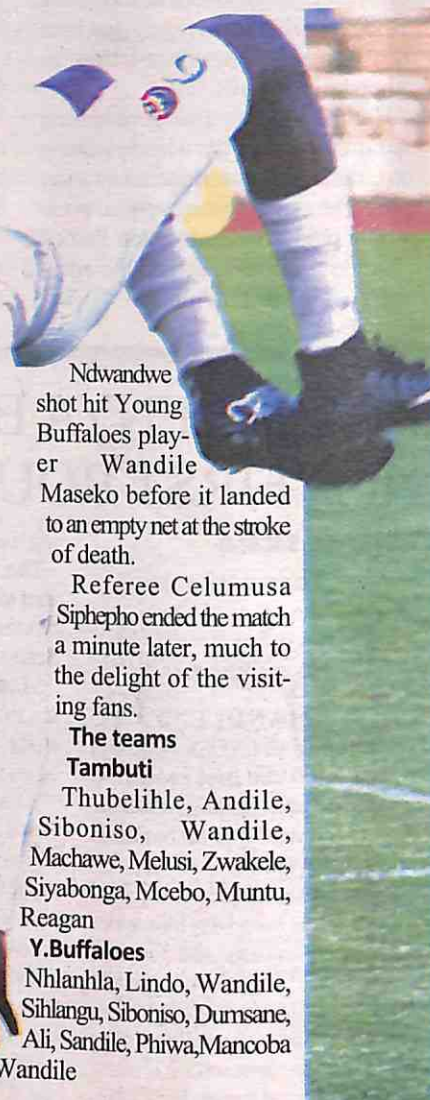 Ndwandwe
shot hit Young
Buffaloes play-
er Wandile
Maseko before it landed
to an empty net at the stroke
of death.
Referee Celumusa
Siphepho ended the match
a minute later, much to
the delight of the visit-
ing fans.
The teams
Tambuti
Thubelihle, Andile,
Siboniso, Wandile,
Machawe, Melusi, Zwakele,
Siyabonga, Mcebo, Muntu,
Reagan
Y.Buffaloes
Nhlanhla, Lindo, Wandile,
Sihlangu, Siboniso, Dumsane,
Ali, Sandile, Phiwa,Mancoba
Wandile